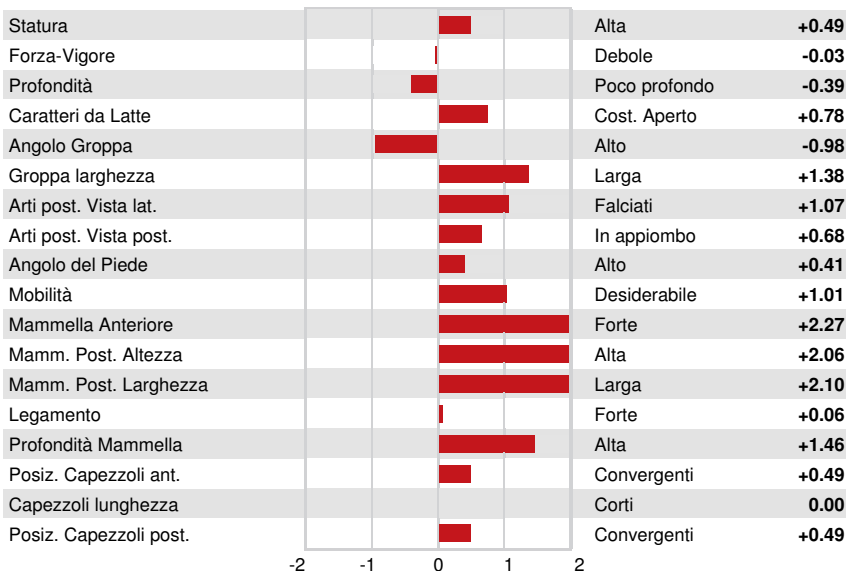 Statura Alta +0.49
Forza-Vigore Debole -0.03
Profondità Poco profondo -0.39
Caratteri da Latte Cost. Aperto +0.78
Angolo Groppa Alto -0.98
Groppa larghezza Larga +1.38
Arti post. Vista lat. Falciati +1.07
Arti post. Vista post. In appiombo +0.68
Angolo del Piede Alto +0.41
Mobilità Desiderabile +1.01
Mammella Anteriore Forte +2.27
Mamm. Post. Altezza Alta +2.06
Mamm. Post. Larghezza Larga +2.10
Legamento Forte +0.06
Profondità Mammella Alta +1.46
Posiz. Capezzoli ant. Convergenti +0.49
Capezzoli lunghezza Corti 0.00
Posiz. Capezzoli post. Convergenti +0.49
-2 -1 0 1 2